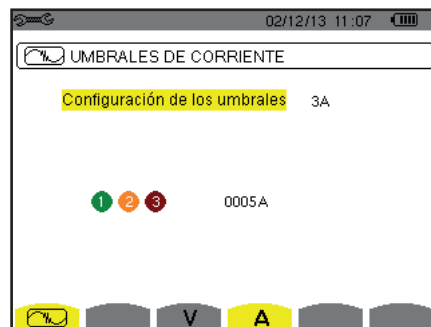 02/12/13 11:07
UMBRALES DE CORRIENTE
Configuración de los umbrales 3A
1 2 3 0005A
V A